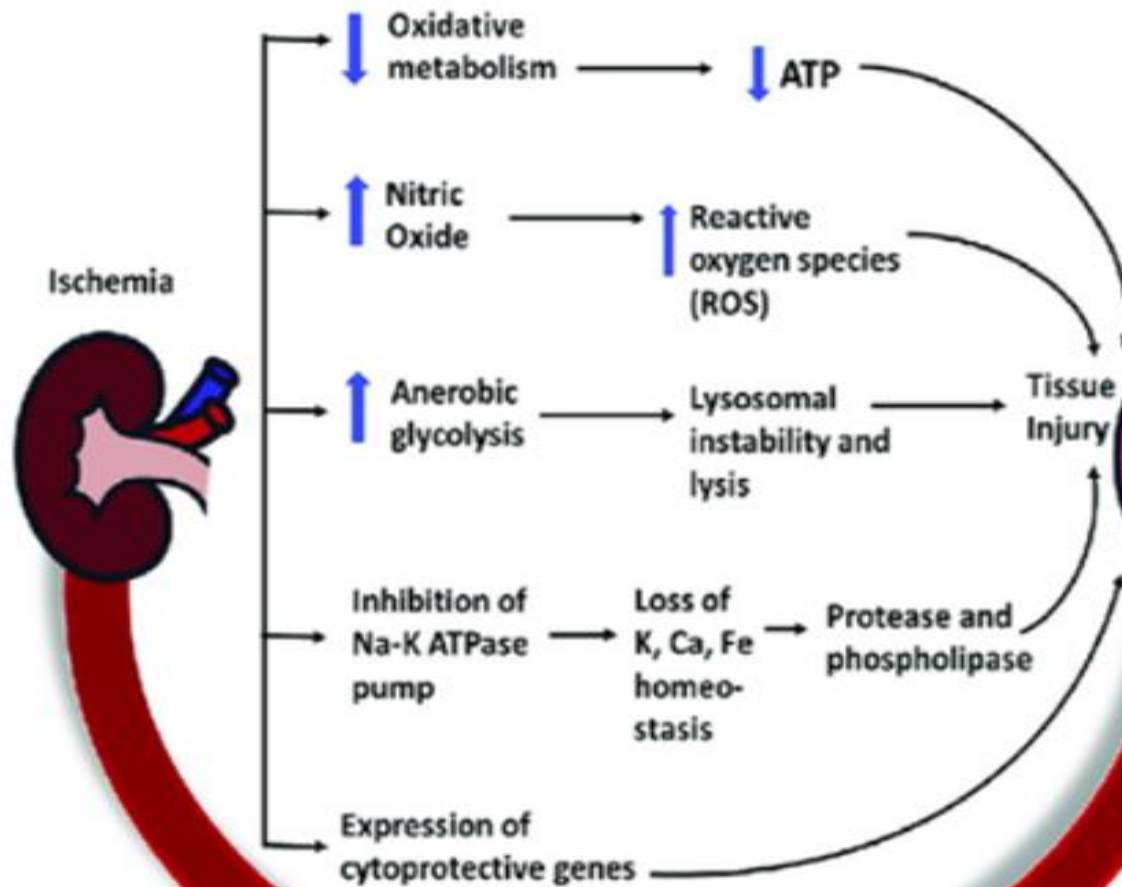 Oxidative
metabolism
ATP
Nitric
Oxide
Reactive
oxygen species
(ROS)
Ischemia
Anerobic
glycolysis
Lysosomal
instability and
lysis
Tissue
Injury
Inhibition of
Na-K ATPase
pump
Loss of
K, Ca, Fe
homeo-
stasis
Protease and
phospholipase
Expression of
cytoprotective genes